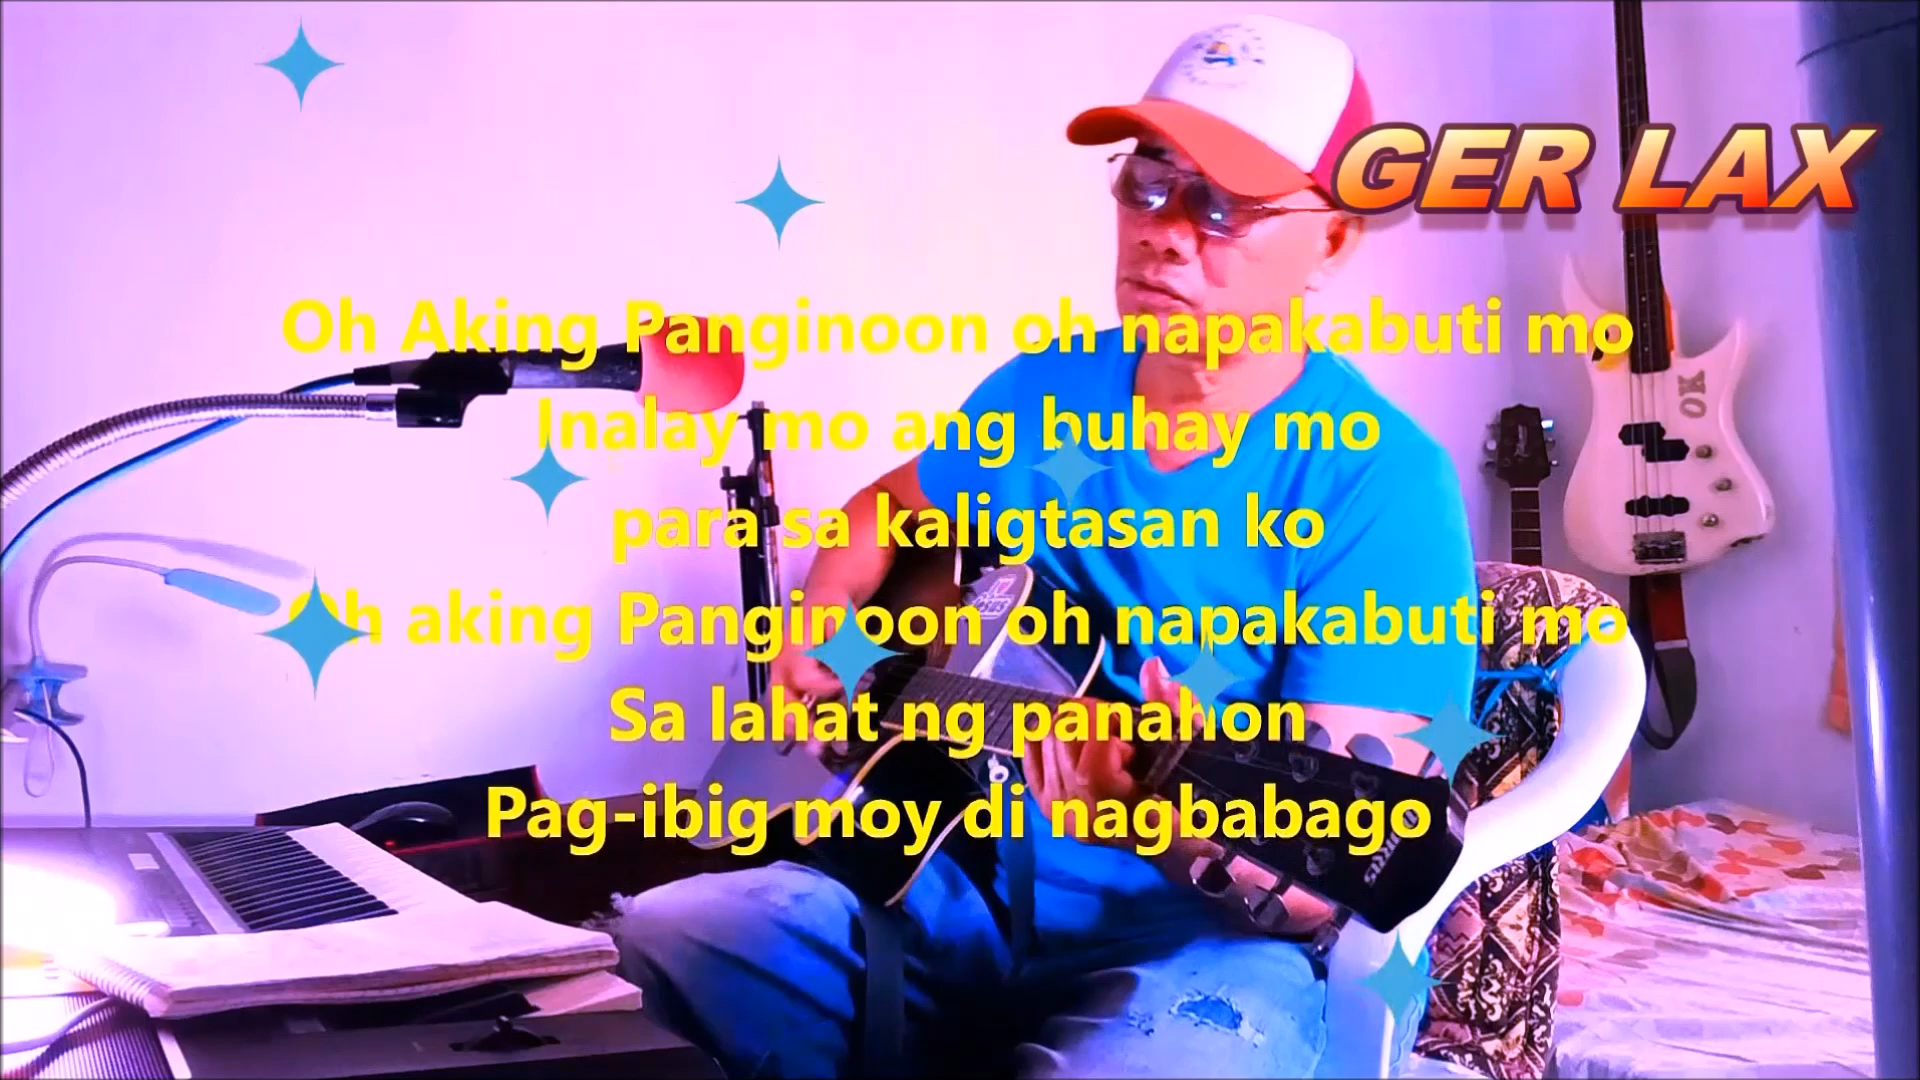 GER LAX
Oh Aking Panginoon oh napakabuti mo
Inalay mo ang buhay mo
para sa kaligtasan ko
Oh aking Panginoon oh napakabuti mo
Sa lahat ng panahon
Pag-ibig moy di nagbabago
OK